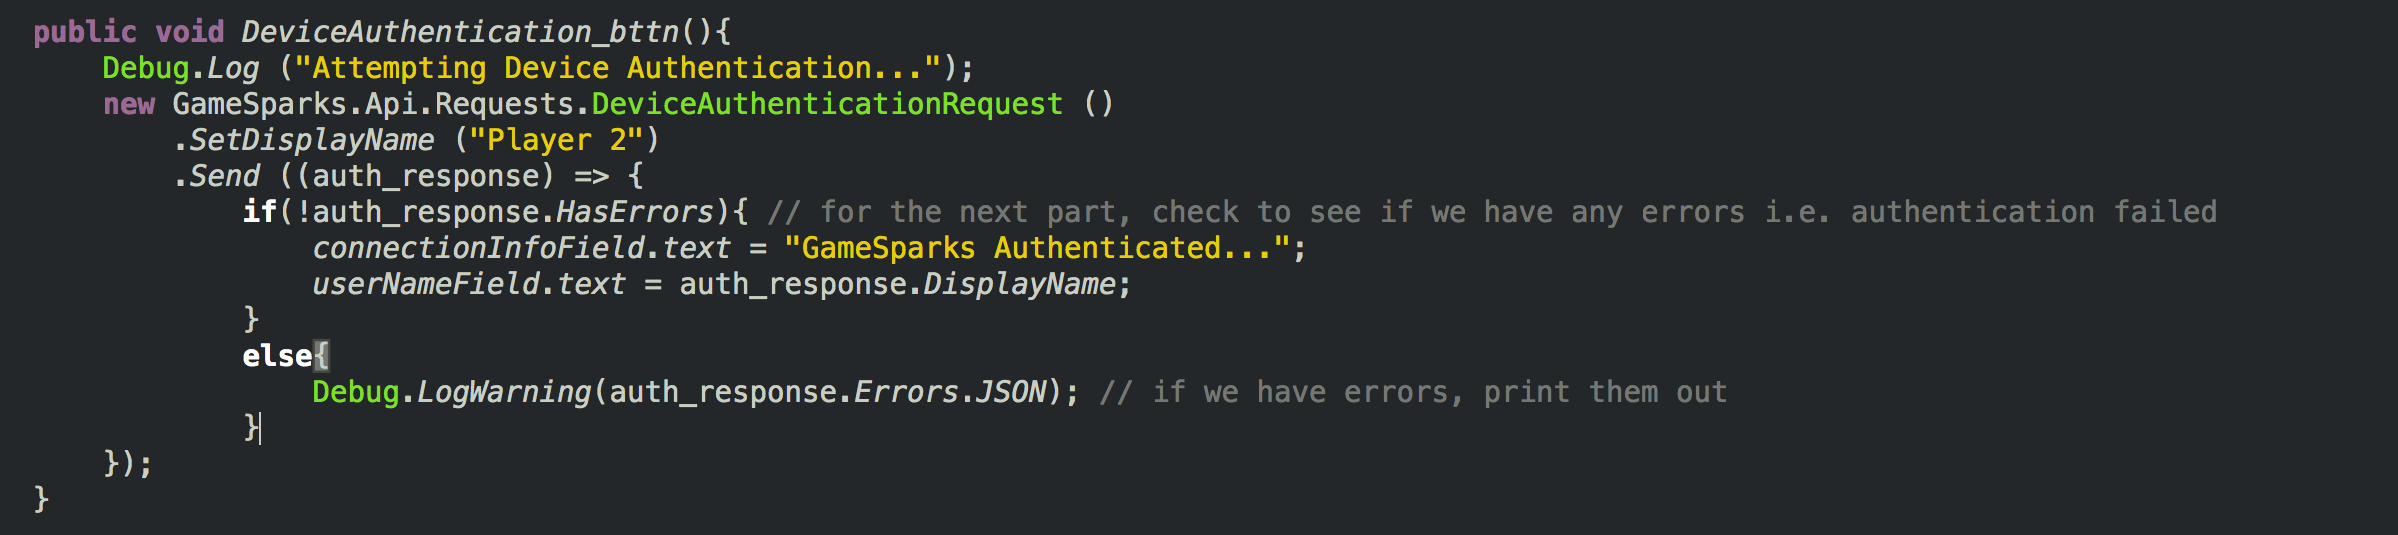 public void DeviceAuthentication_bttn(){
Debug.Log ("Attempting Device Authentication...");
new GameSparks.Api.Requests.DeviceAuthenticationRequest ()
.SetDisplayName ("Player 2")
.Send ((auth_response) => {
if(!auth_response.HasErrors){ // for the next part, check to see if we have any errors i.e. authentication failed
connectionInfoField.text = "GameSparks Authenticated...";
userNameField.text = auth_response.DisplayName;
}
else{
Debug.LogWarning(auth_response.Errors.JSON); // if we have errors, print them out
}
});
}